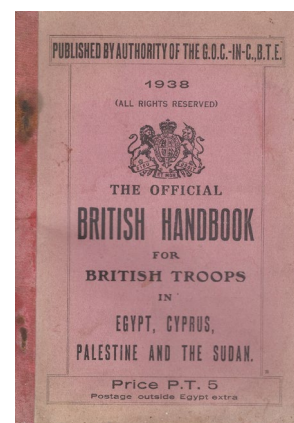 PUBLISHED BY AUTHORITY OF THE G.O.C.-IN-C., B.T.E.
1938
(ALL RIGHTS RESERVED)
THE OFFICIAL
BRITISH HANDBOOK
FOR
BRITISH TROOPS
IN
EGYPT, CYPRUS,
PALESTINE AND THE SUDAN.
Price P.T. 5
Postage outside Egypt extra